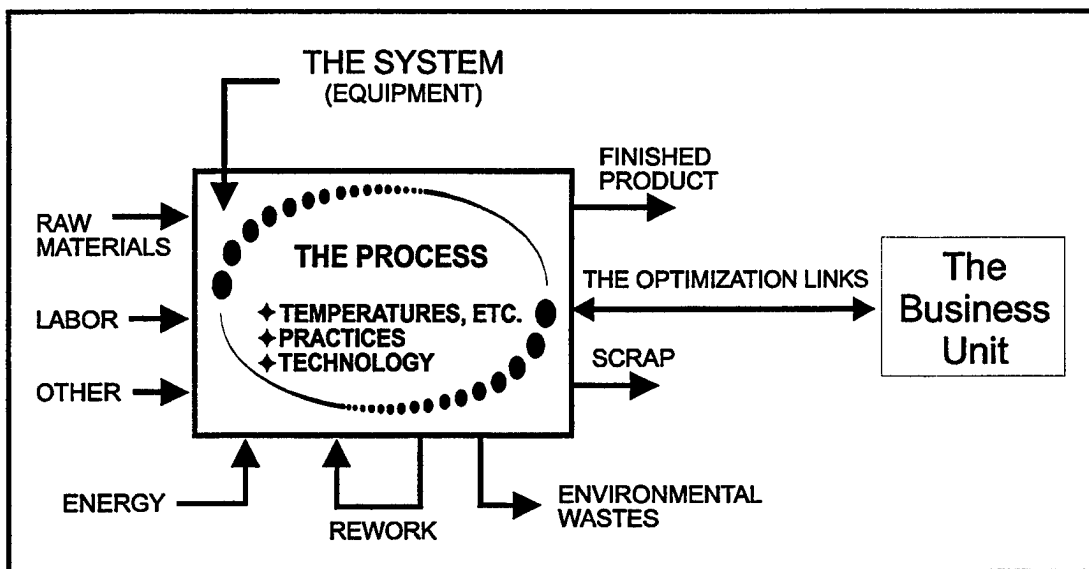 THE SYSTEM
(EQUIPMENT)
FINISHED
PRODUCT
RAW
MATERIALS
THE PROCESS
THE OPTIMIZATION LINKS
The
Business
Unit
LABOR
✦TEMPERATURES, ETC.
✦PRACTICES
✦TECHNOLOGY
SCRAP
OTHER
ENERGY
REWORK
ENVIRONMENTAL
WASTES